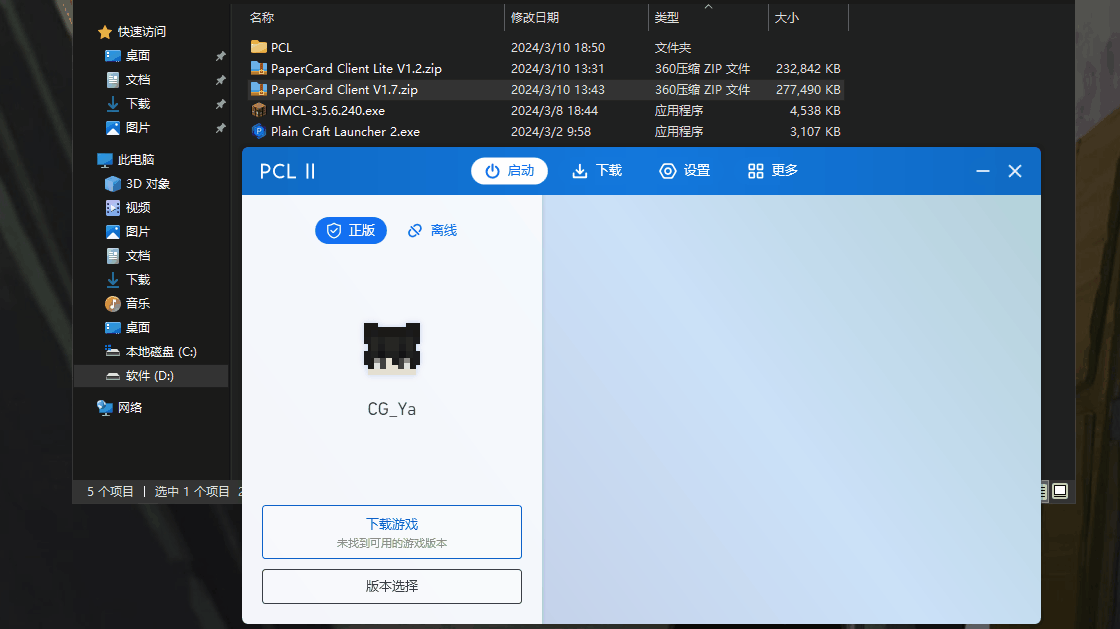 名称 修改日期 类型 大小
快速访问
桌面
文档
下载
图片
此电脑
3D 对象
视频
图片
文档
下载
音乐
桌面
本地磁盘 (C:)
软件 (D:)
网络
PCL 2024/3/10 18:50 文件夹
PaperCard Client Lite V1.2.zip 2024/3/10 13:31 360压缩 ZIP 文件 232,842 KB
PaperCard Client V1.7.zip 2024/3/10 13:43 360压缩 ZIP 文件 277,490 KB
HMCL-3.5.6.240.exe 2024/3/8 18:44 应用程序 4,538 KB
Plain Craft Launcher 2.exe 2024/3/2 9:58 应用程序 3,107 KB
5 个项目 选中 1 个项目 2
PCL II 启动 下载 设置 更多
正版 离线
CG_Ya
下载游戏
未找到可用的游戏版本
版本选择